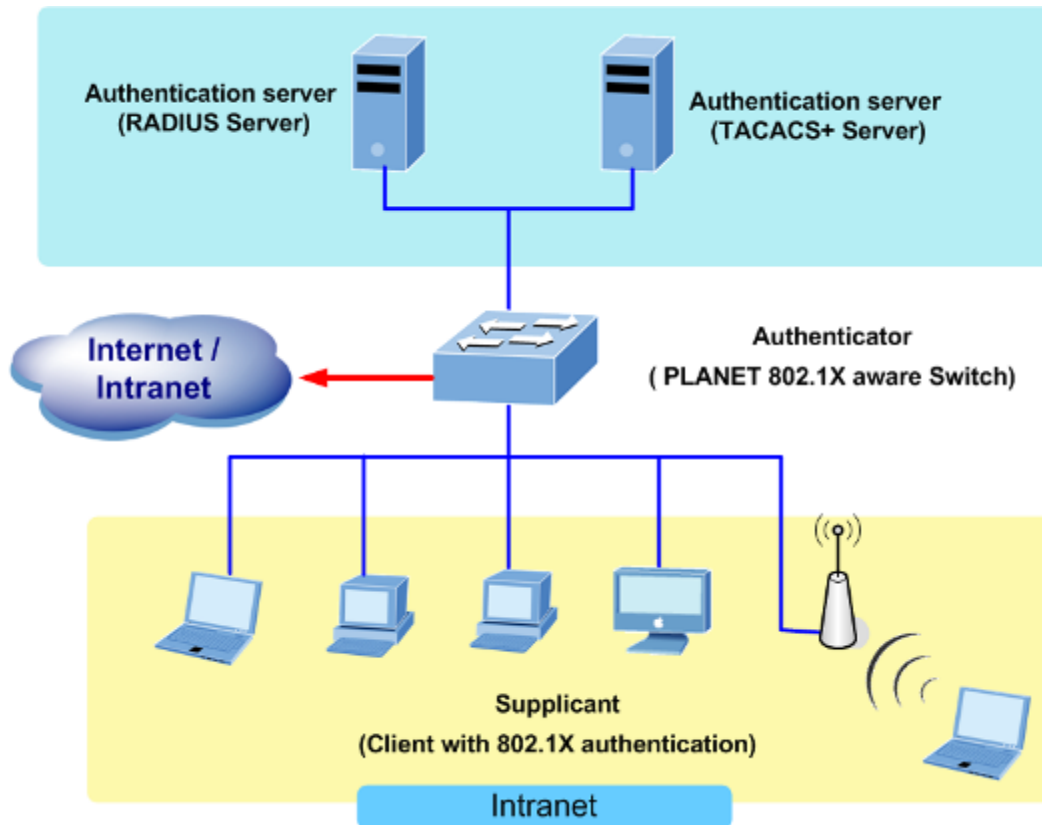 Authentication server
(RADIUS Server)
Authentication server
(TACACS+ Server)
Internet /
Intranet
Authenticator
( PLANET 802.1X aware Switch)
Supplicant
(Client with 802.1X authentication)
Intranet